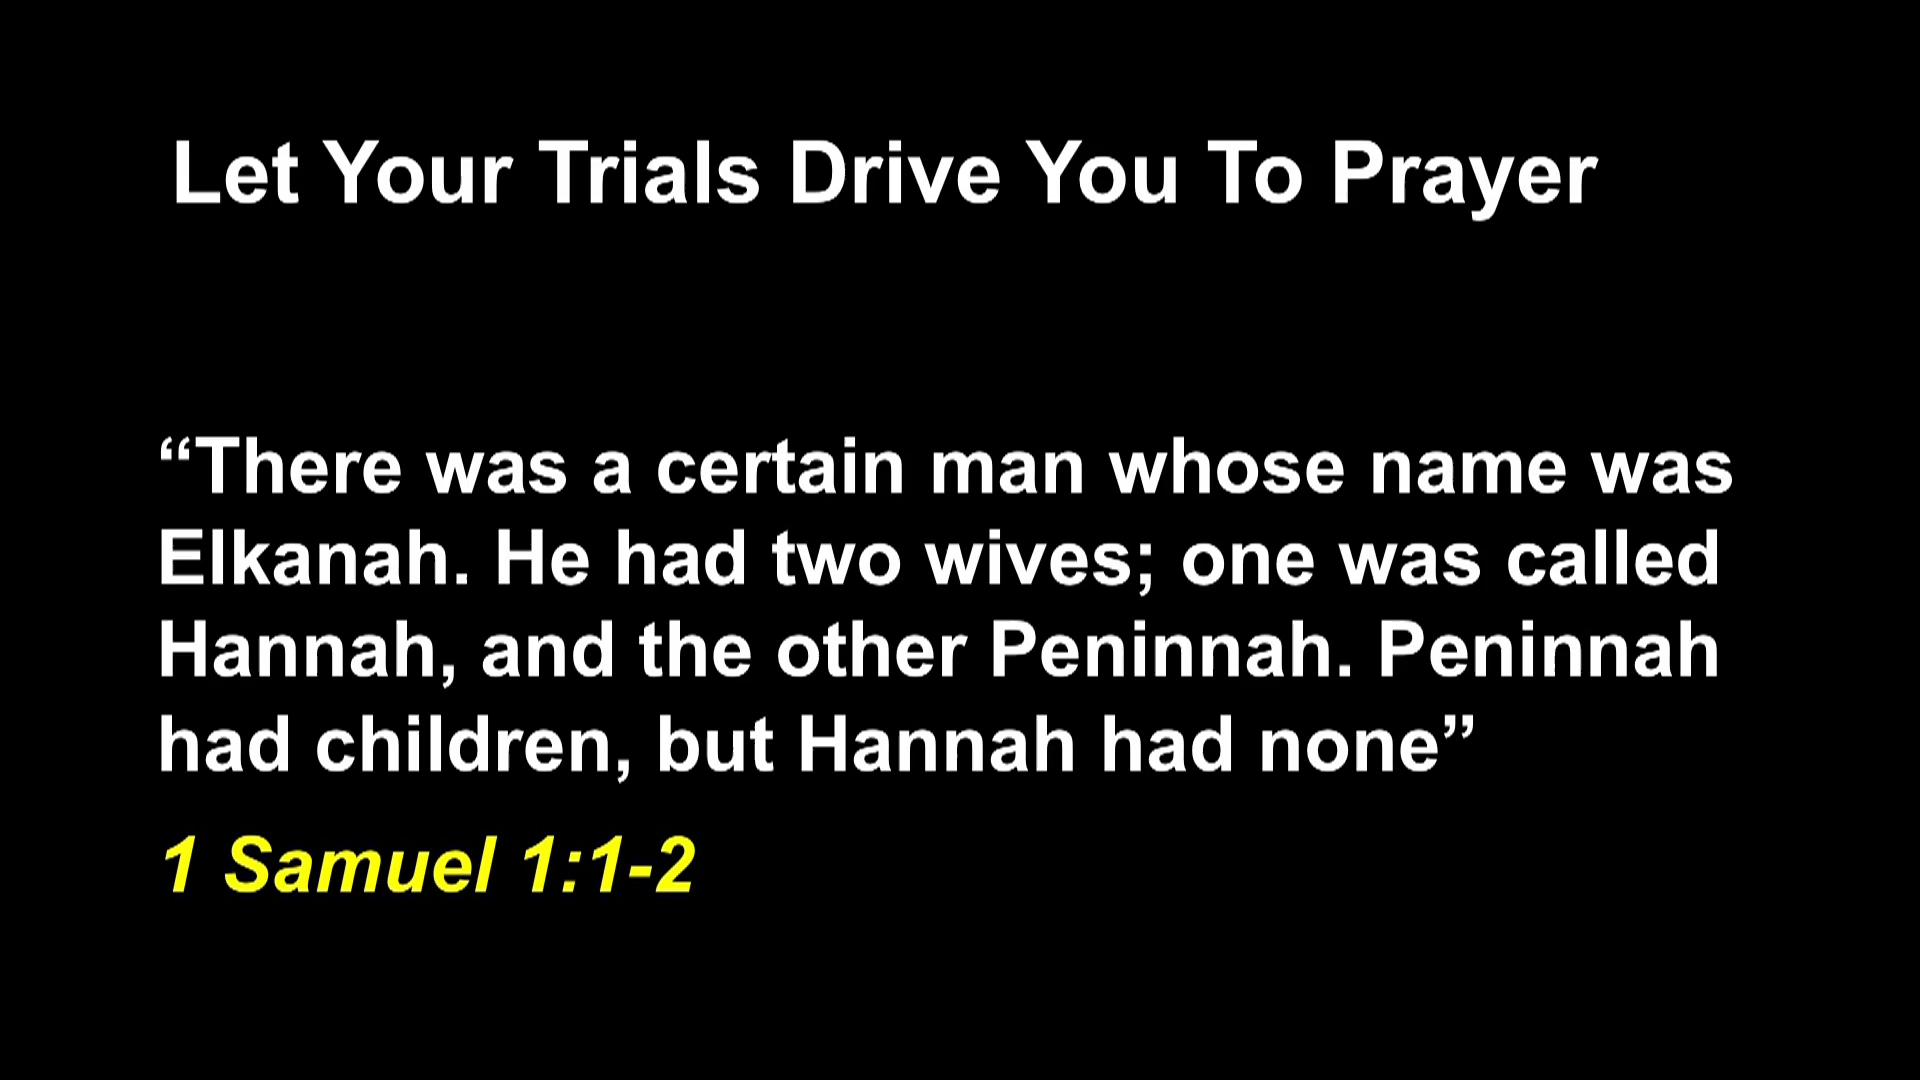 Let Your Trials Drive You To Prayer
“There was a certain man whose name was
Elkanah. He had two wives; one was called
Hannah, and the other Peninnah. Peninnah
had children, but Hannah had none”
1 Samuel 1:1-2